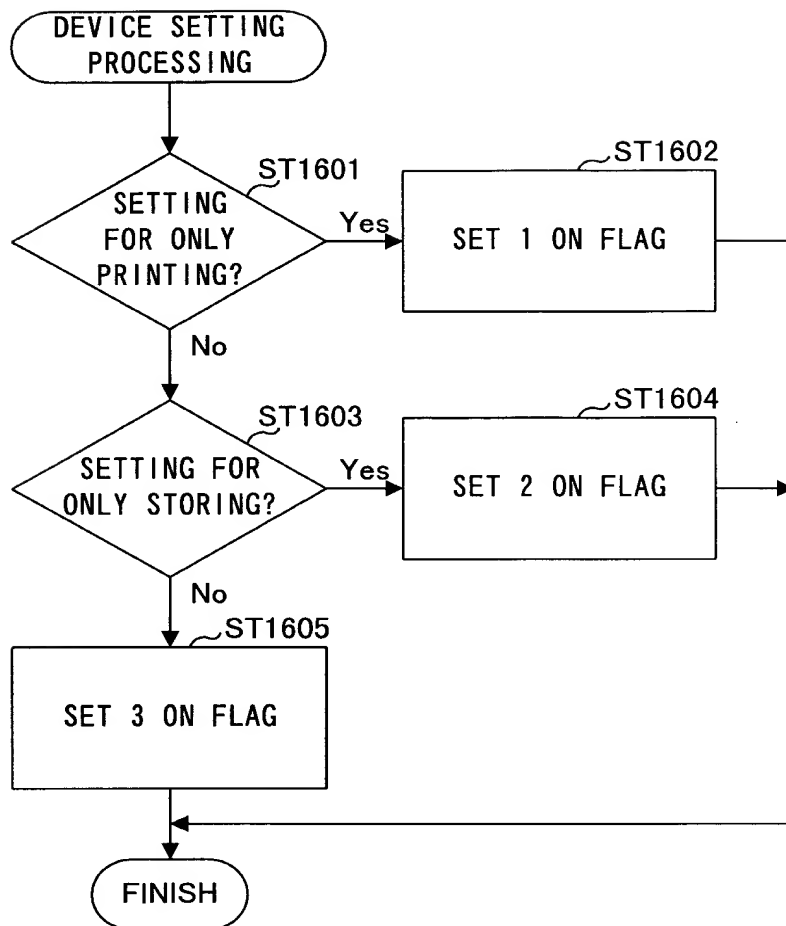 DEVICE SETTING
PROCESSING
ST1601
SETTING
FOR ONLY
PRINTING?
Yes
ST1602
SET 1 ON FLAG
No
ST1603
SETTING FOR
ONLY STORING?
Yes
ST1604
SET 2 ON FLAG
No
ST1605
SET 3 ON FLAG
FINISH